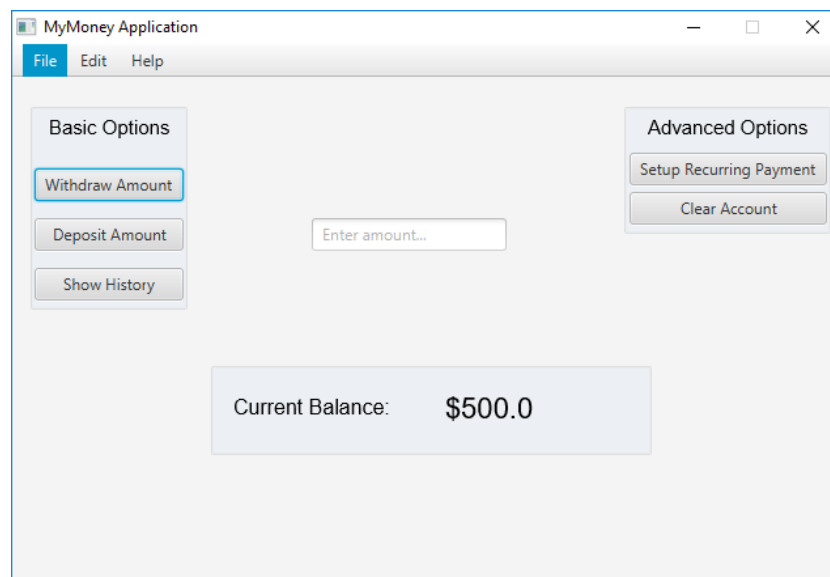 MyMoney Application
File Edit Help
Basic Options
Withdraw Amount
Deposit Amount
Show History
Enter amount...
Advanced Options
Setup Recurring Payment
Clear Account
Current Balance: $500.0